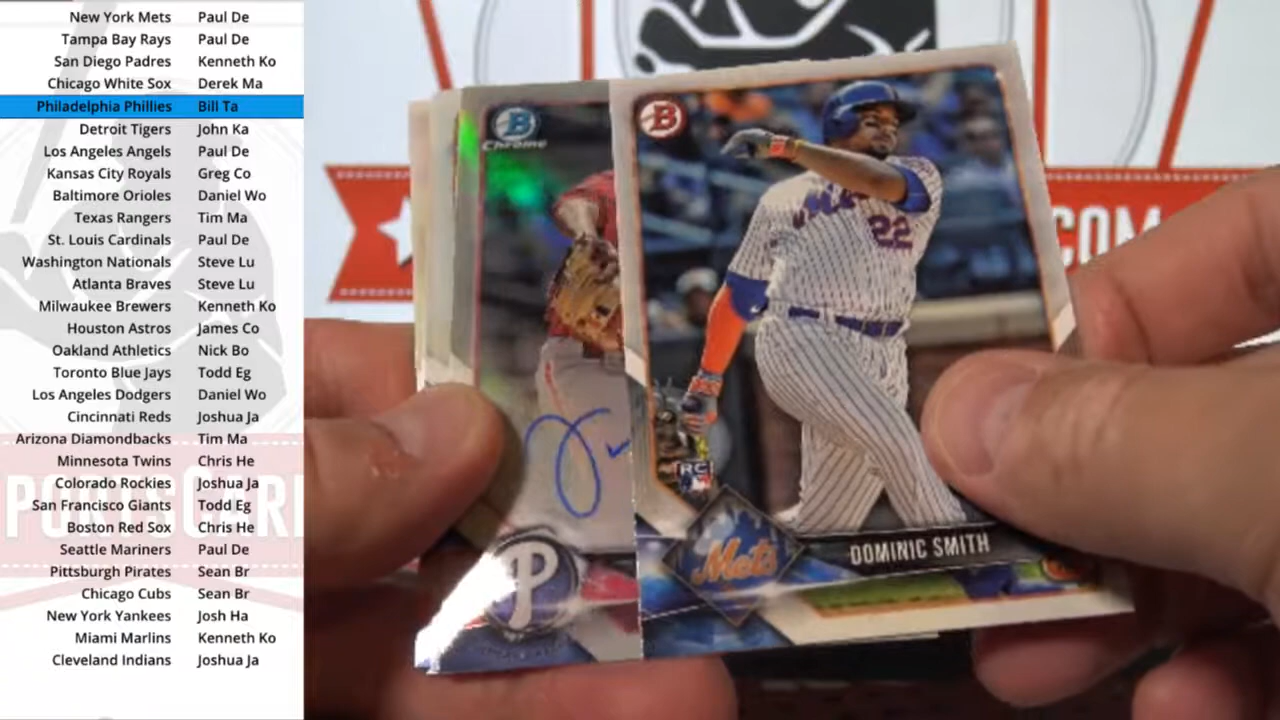 New York Mets Paul De
Tampa Bay Rays Paul De
San Diego Padres Kenneth Ko
Chicago White Sox Derek Ma
Philadelphia Phillies Bill Ta
Detroit Tigers John Ka
Los Angeles Angels Paul De
Kansas City Royals Greg Co
Baltimore Orioles Daniel Wo
Texas Rangers Tim Ma
St. Louis Cardinals Paul De
Washington Nationals Steve Lu
Atlanta Braves Steve Lu
Milwaukee Brewers Kenneth Ko
Houston Astros James Co
Oakland Athletics Nick Bo
Toronto Blue Jays Todd Eg
Los Angeles Dodgers Daniel Wo
Cincinnati Reds Joshua Ja
Arizona Diamondbacks Tim Ma
Minnesota Twins Chris He
Colorado Rockies Joshua Ja
San Francisco Giants Todd Eg
Boston Red Sox Chris He
Seattle Mariners Paul De
Pittsburgh Pirates Sean Br
Chicago Cubs Sean Br
New York Yankees Josh Ha
Miami Marlins Kenneth Ko
Cleveland Indians Joshua Ja
B
Chrome
P
B
22
RC
Mets
DOMINIC SMITH
COM